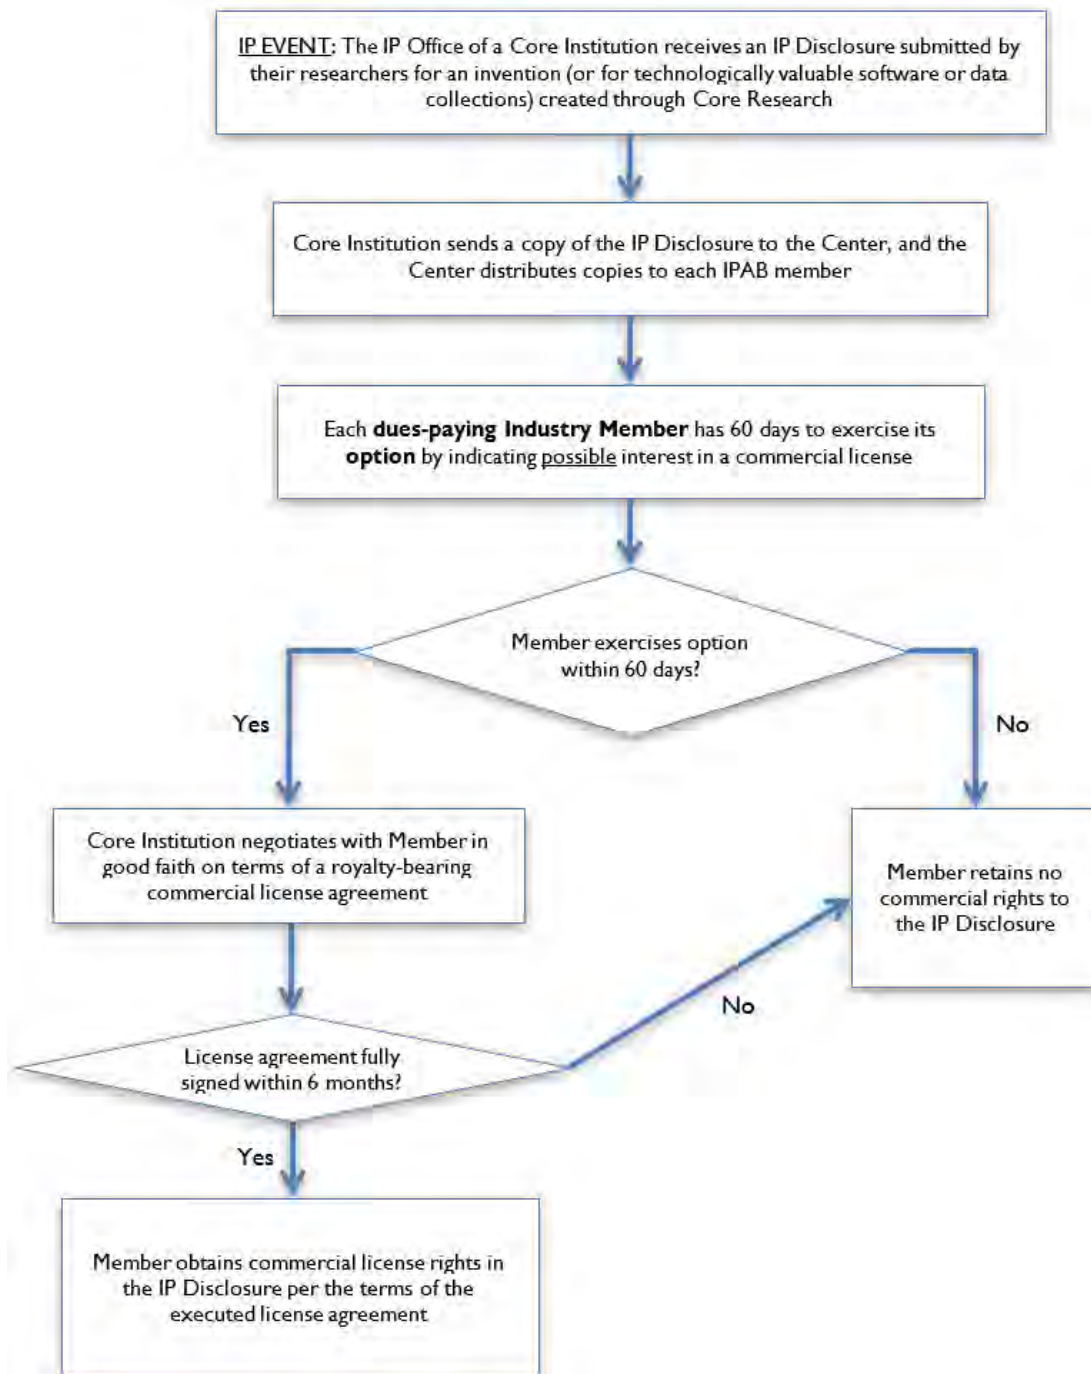 IP EVENT: The IP Office of a Core Institution receives an IP Disclosure submitted by
their researchers for an invention (or for technologically valuable software or data
collections) created through Core Research
Core Institution sends a copy of the IP Disclosure to the Center, and the
Center distributes copies to each IPAB member
Each dues-paying Industry Member has 60 days to exercise its
option by indicating possible interest in a commercial license
Member exercises option
within 60 days?
Yes
No
Core Institution negotiates with Member in
good faith on terms of a royalty-bearing
commercial license agreement
Member retains no
commercial rights to
the IP Disclosure
No
License agreement fully
signed within 6 months?
Yes
Member obtains commercial license rights in
the IP Disclosure per the terms of the
executed license agreement